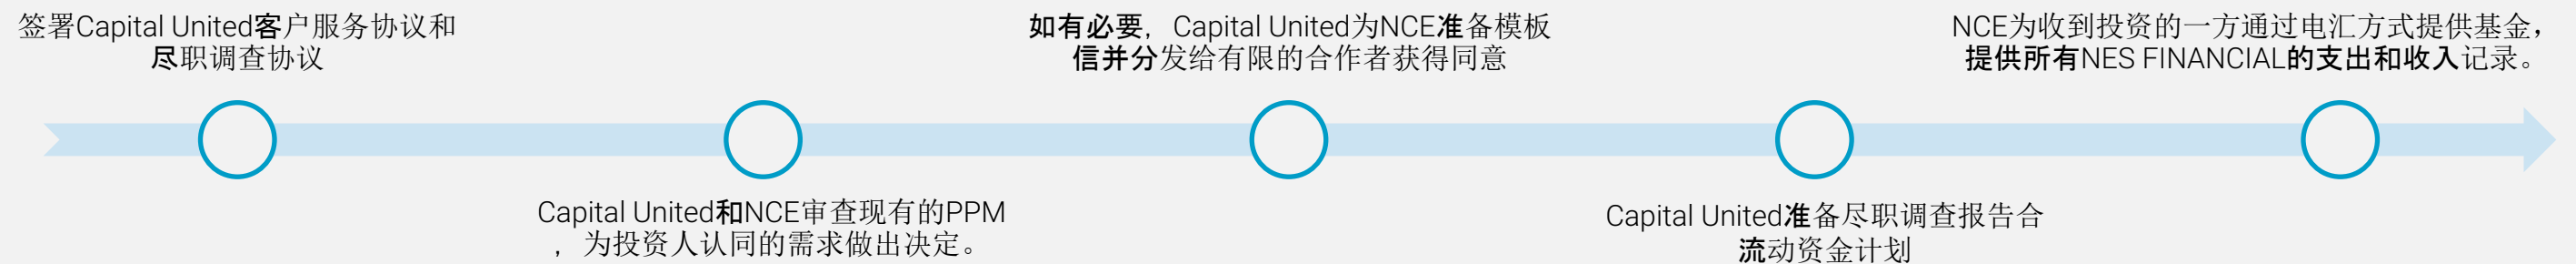 签署Capital United客户服务协议和
尽职调查协议
Capital United和NCE审查现有的PPM
，为投资人认同的需求做出决定。
如有必要，Capital United为NCE准备模板
信并分发给有限的合作者获得同意
Capital United准备尽职调查报告合
流动资金计划
NCE为收到投资的一方通过电汇方式提供基金，
提供所有NES FINANCIAL的支出和收入记录。